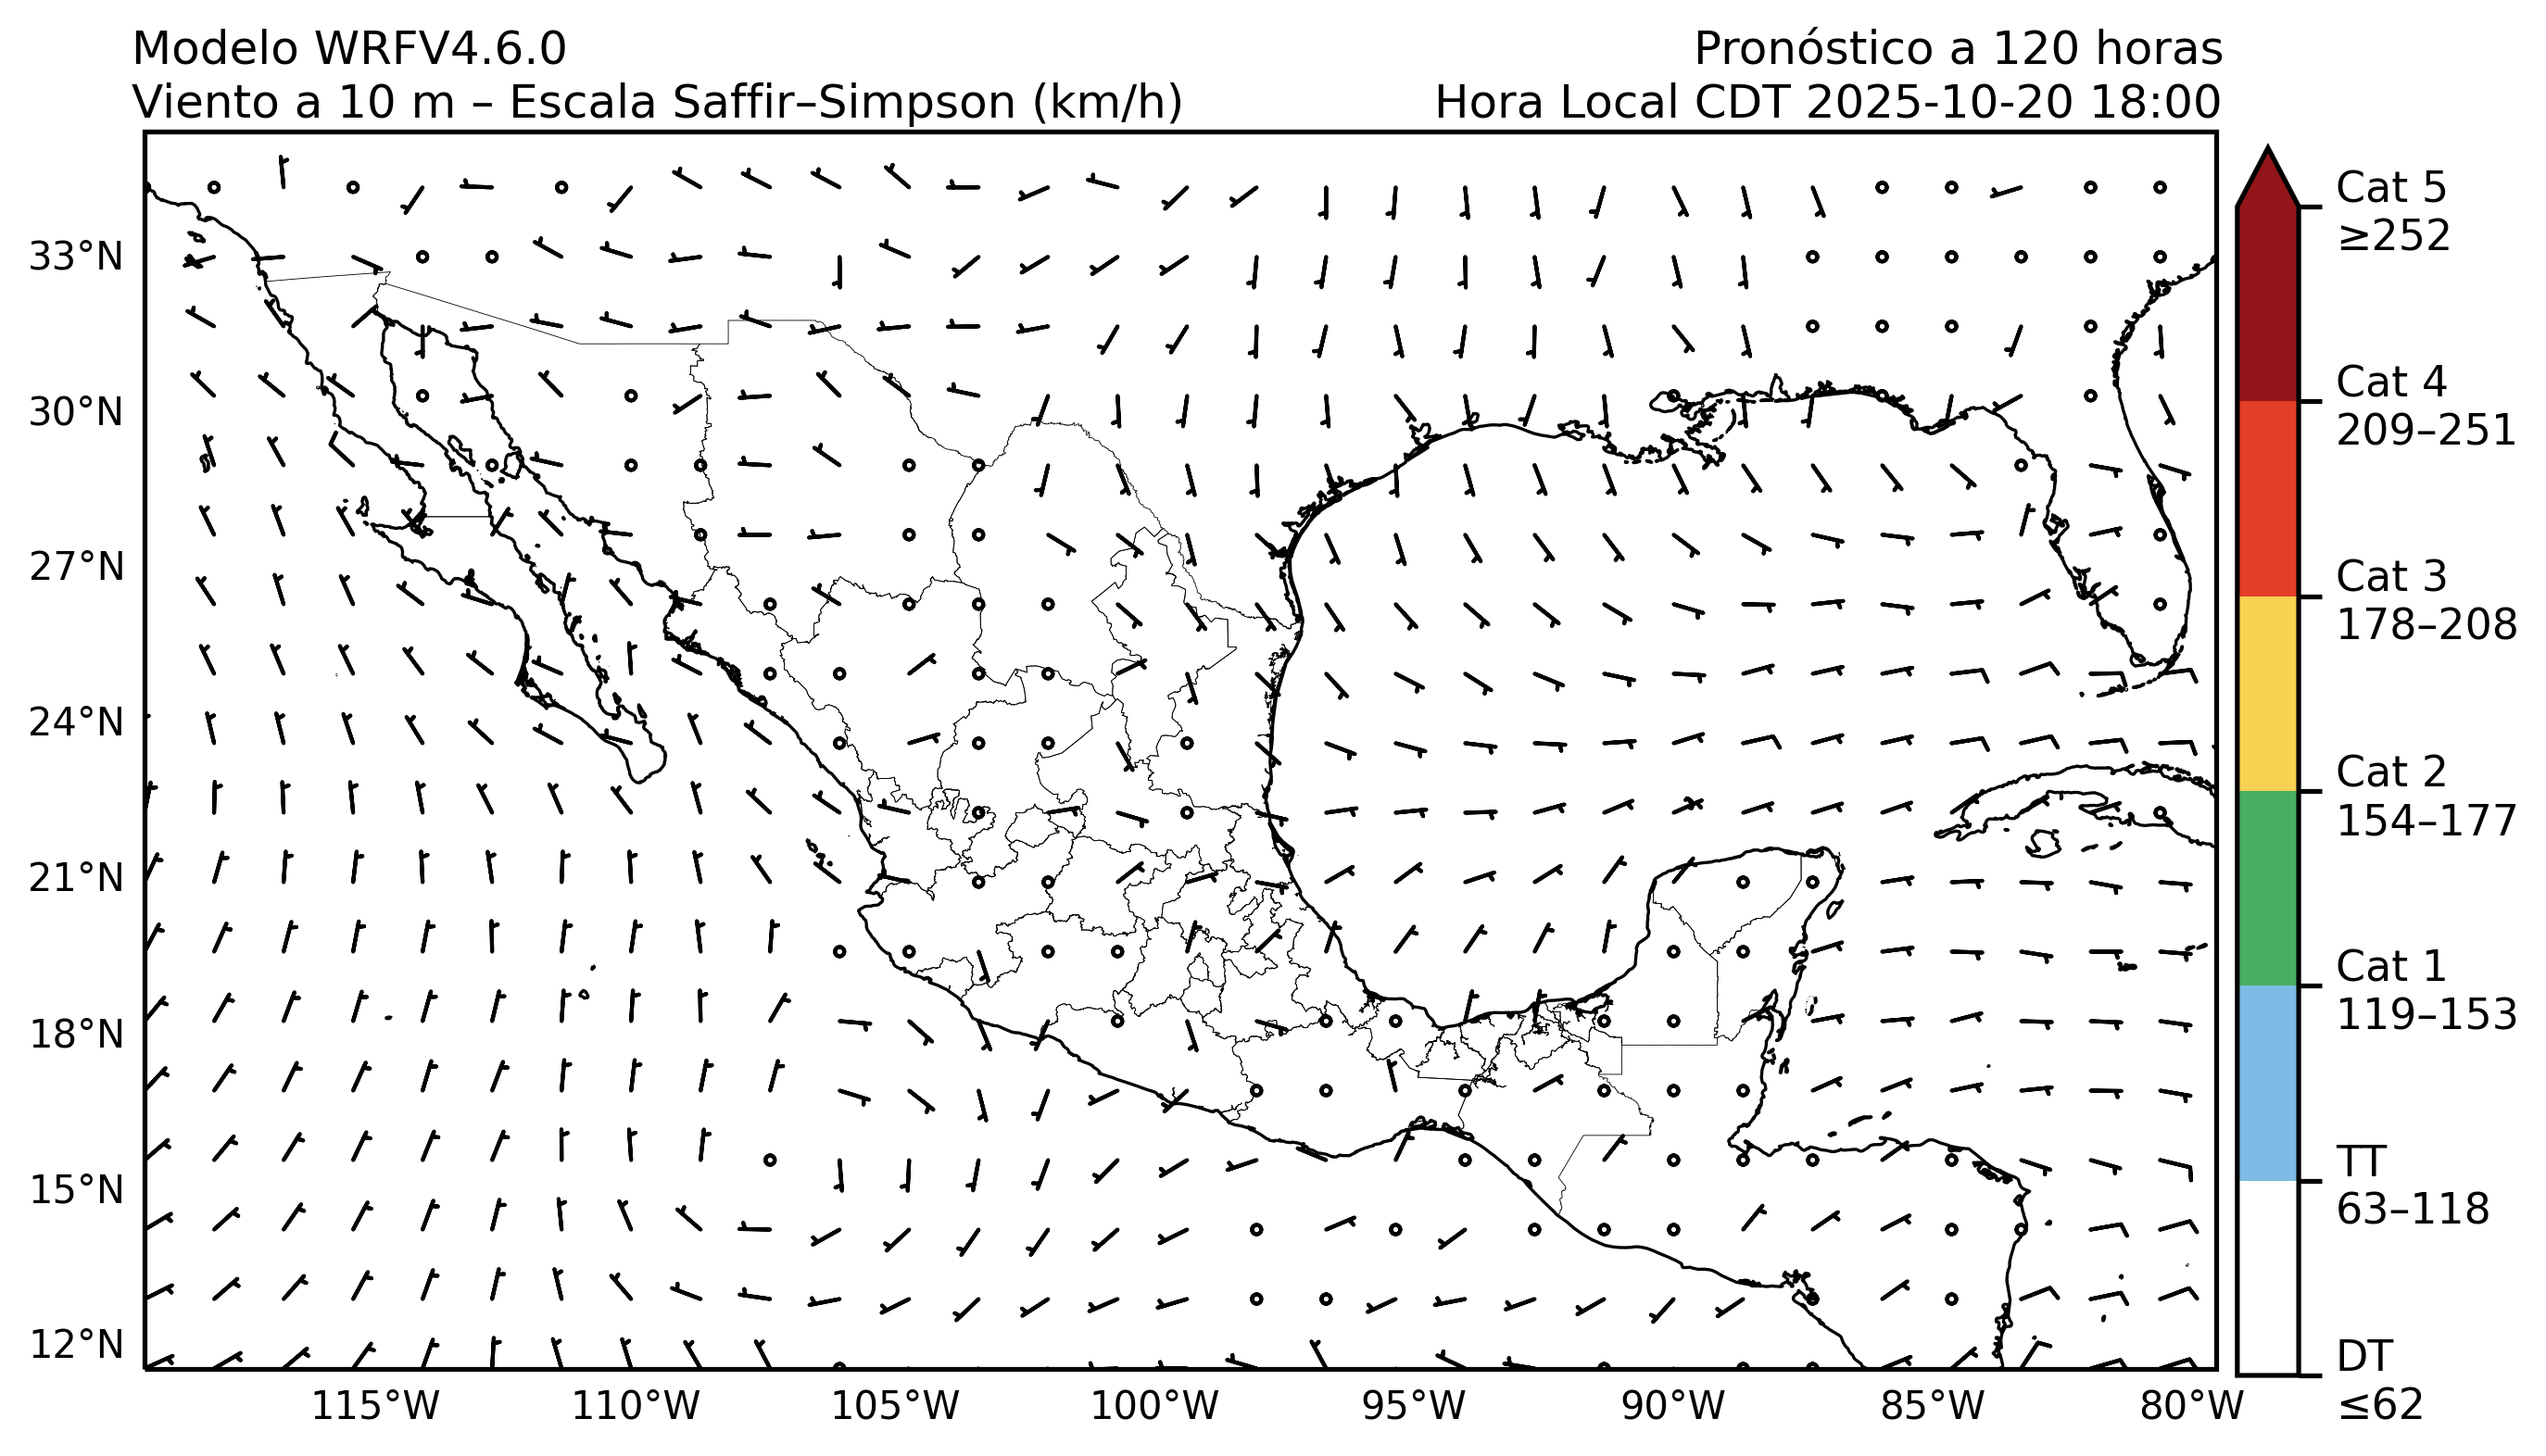 Modelo WRFV4.6.0
Pronóstico a 120 horas
Viento a 10 m – Escala Saffir–Simpson (km/h)
Hora Local CDT 2025-10-20 18:00
33°N
30°N
27°N
24°N
21°N
18°N
15°N
12°N
115°W
110°W
105°W
100°W
95°W
90°W
85°W
80°W
Cat 5
≥252
Cat 4
209–251
Cat 3
178–208
Cat 2
154–177
Cat 1
119–153
TT
63–118
DT
≤62